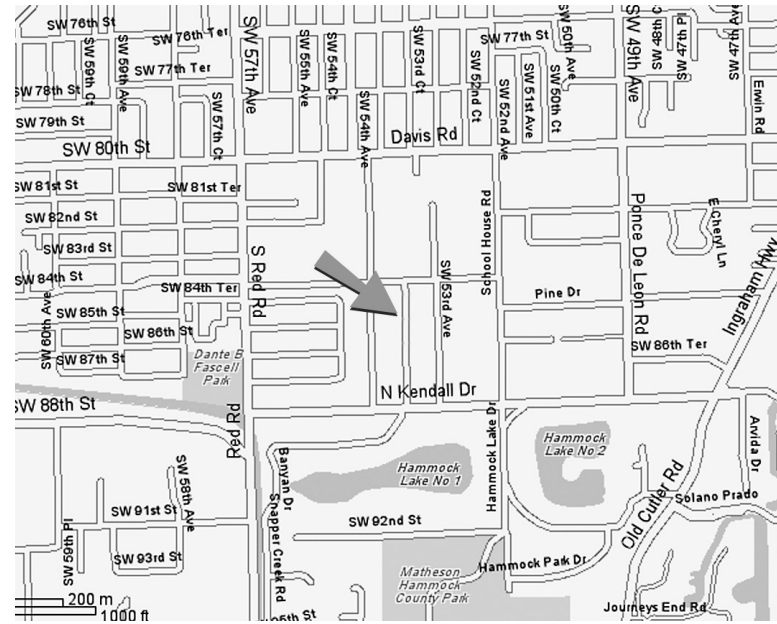 SW 76th St
SW 76th Ter
SW 77th Ter
SW 59th Ct
SW 59th Ave
SW 57th Ave
SW 55th Ave
SW 54th Ct
SW 53rd Ct
SW 77th St
SW 50th Ave
SW 49th Ave
SW 48th Ct
SW 47th Pl
SW 47th Ave
SW 78th St
SW 79th St
SW 57th Ct
SW 54th Ave
SW 52nd Ct
SW 52nd Ave
SW 51st Ave
SW 50th Ct
Erwin Rd
SW 80th St
Davis Rd
SW 81st St
SW 81st Ter
SW 82nd St
SW 83rd St
SW 84th St
SW 84th Ter
S Red Rd
School House Rd
Ponce De Leon Rd
E Cheryl Ln
Ingraham Hwy
SW 53rd Ave
Pine Dr
SW 60th Ave
SW 85th St
SW 86th St
SW 87th St
SW 86th Ter
Dante B
Fascell
Park
N Kendall Dr
SW 88th St
Red Rd
Hammock Lake Dr
Hammock
Lake No 2
Arvida Dr
Banyan Dr
Hammock
Lake No 1
SW 58th Ave
Old Cutler Rd
Solano Prado
SW 91st St
SW 92nd St
Snapper Creek Rd
SW 59th Pl
SW 93rd St
Hammock Park Dr
Matheson
Hammock
County Park
200 m
1000 ft
95th St
Journeys End Rd